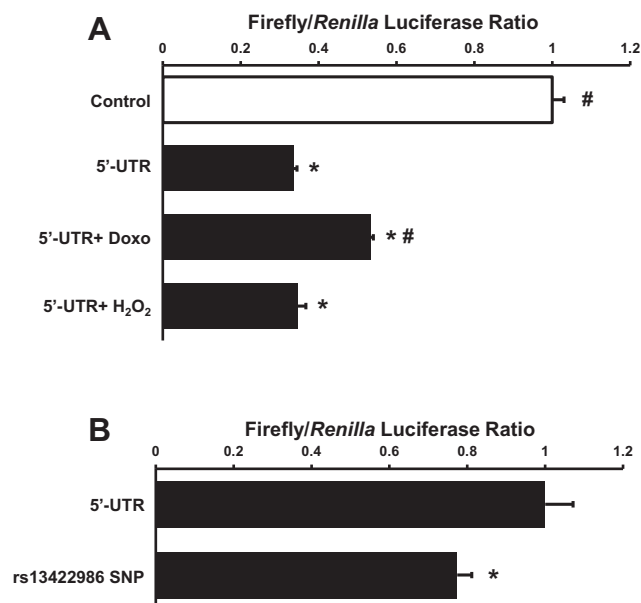 A
Firefly/Renilla Luciferase Ratio
0 0.2 0.4 0.6 0.8 1 1.2
Control #
5'-UTR *
5'-UTR+ Doxo * #
5'-UTR+ H₂O₂ *
B
Firefly/Renilla Luciferase Ratio
0 0.2 0.4 0.6 0.8 1 1.2
5'-UTR
rs13422986 SNP *